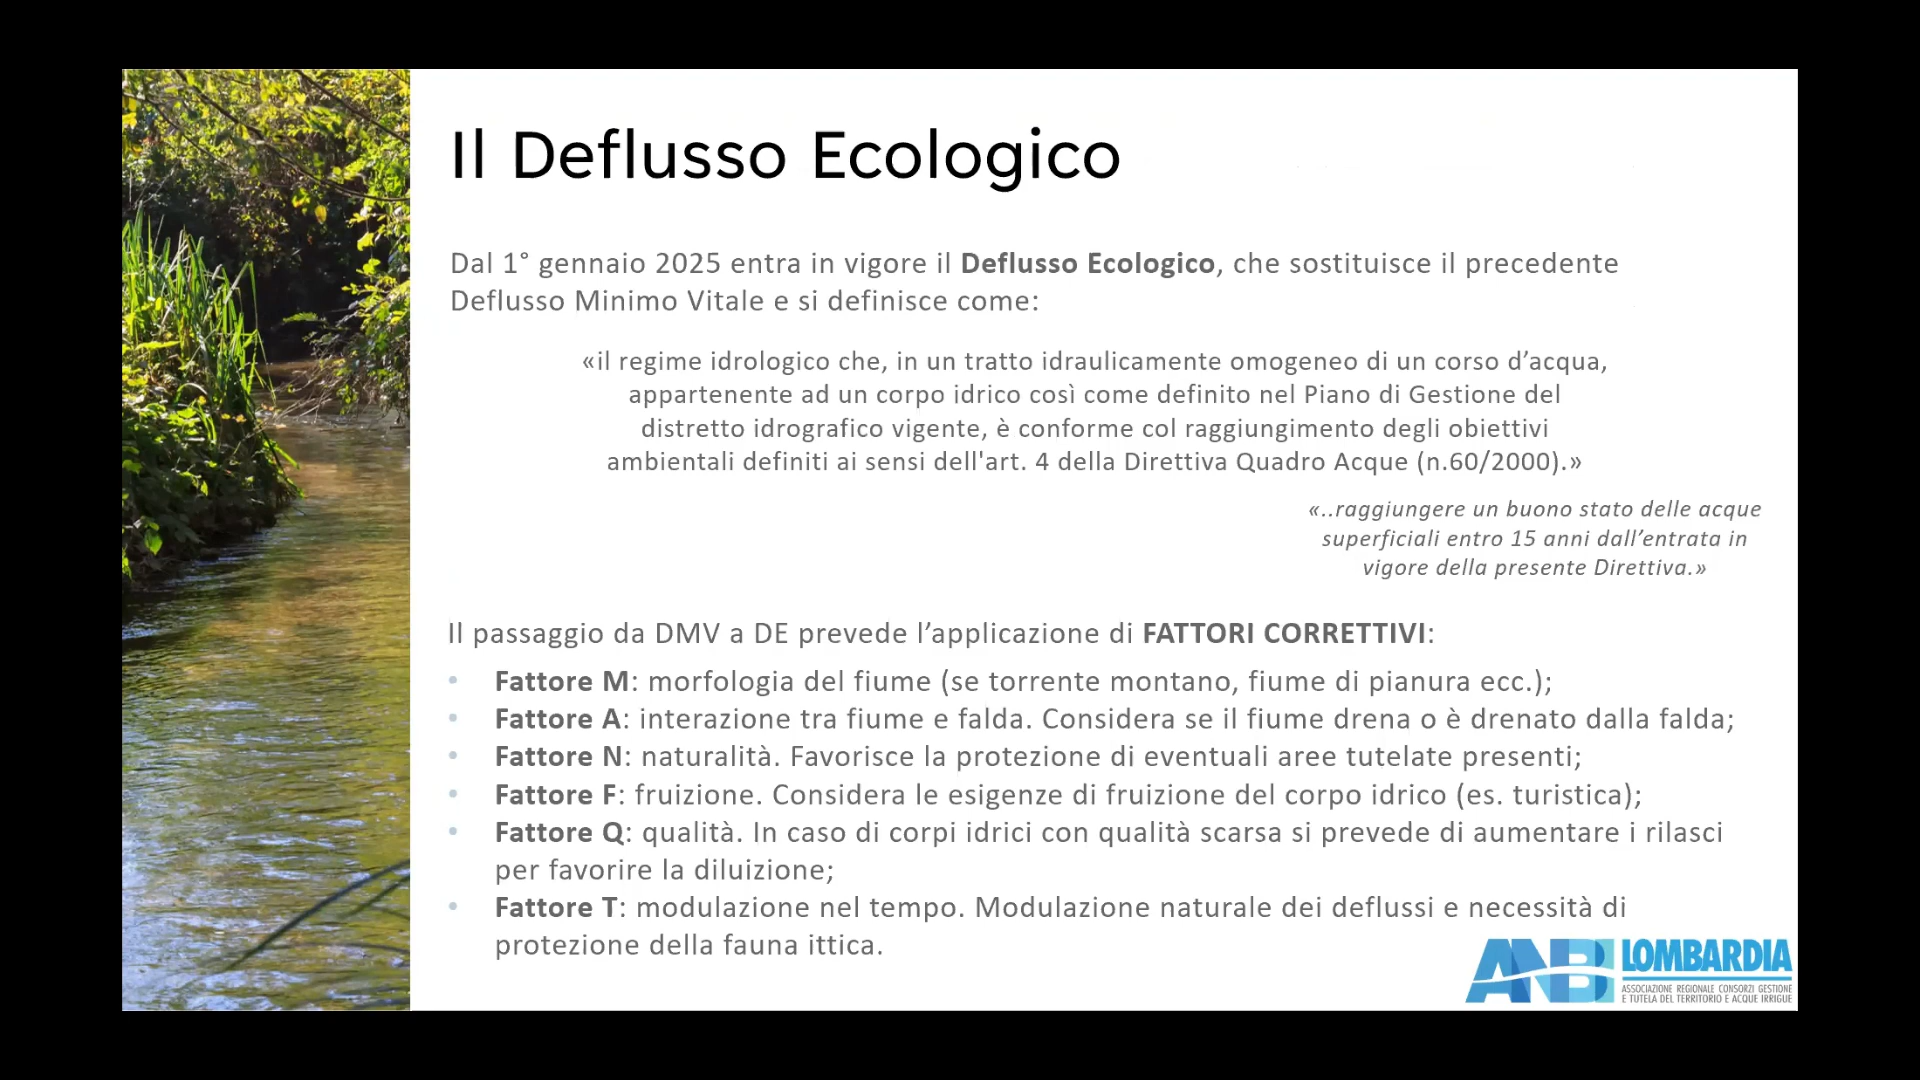 Il Deflusso Ecologico
Dal 1° gennaio 2025 entra in vigore il Deflusso Ecologico, che sostituisce il precedente
Deflusso Minimo Vitale e si definisce come:
«il regime idrologico che, in un tratto idraulicamente omogeneo di un corso d’acqua,
appartenente ad un corpo idrico così come definito nel Piano di Gestione del
distretto idrografico vigente, è conforme col raggiungimento degli obiettivi
ambientali definiti ai sensi dell'art. 4 della Direttiva Quadro Acque (n.60/2000).»
«..raggiungere un buono stato delle acque
superficiali entro 15 anni dall’entrata in
vigore della presente Direttiva.»
Il passaggio da DMV a DE prevede l’applicazione di FATTORI CORRETTIVI:
• Fattore M: morfologia del fiume (se torrente montano, fiume di pianura ecc.);
• Fattore A: interazione tra fiume e falda. Considera se il fiume drena o è drenato dalla falda;
• Fattore N: naturalità. Favorisce la protezione di eventuali aree tutelate presenti;
• Fattore F: fruizione. Considera le esigenze di fruizione del corpo idrico (es. turistica);
• Fattore Q: qualità. In caso di corpi idrici con qualità scarsa si prevede di aumentare i rilasci
per favorire la diluizione;
• Fattore T: modulazione nel tempo. Modulazione naturale dei deflussi e necessità di
protezione della fauna ittica.
ANBI LOMBARDIA
ASSOCIAZIONE REGIONALE CONSORZI GESTIONE
E TUTELA DEL TERRITORIO E ACQUE IRRIGUE